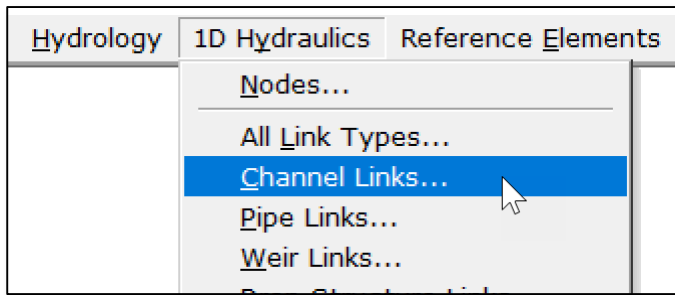 Hydrology 1D Hydraulics Reference Elements
Nodes...
All Link Types...
Channel Links...
Pipe Links...
Weir Links...